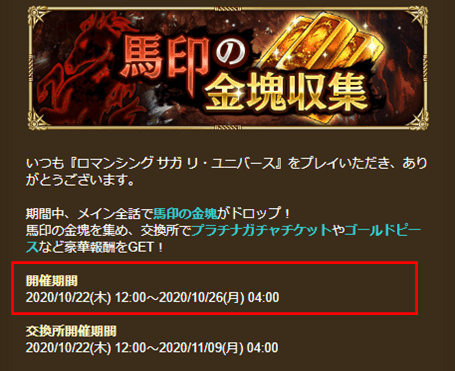 馬印の
金塊収集
いつも『ロマンシング サガ リ・ユニバース』をプレイいただき、あり
がとうございます。
期間中、メイン全話で馬印の金塊がドロップ！
馬印の金塊を集め、交換所でプラチナガチャチケットやゴールドピー
スなど豪華報酬をGET！
開催期間
2020/10/22(木) 12:00～2020/10/26(月) 04:00
交換所開催期間
2020/10/22(木) 12:00～2020/11/09(月) 04:00